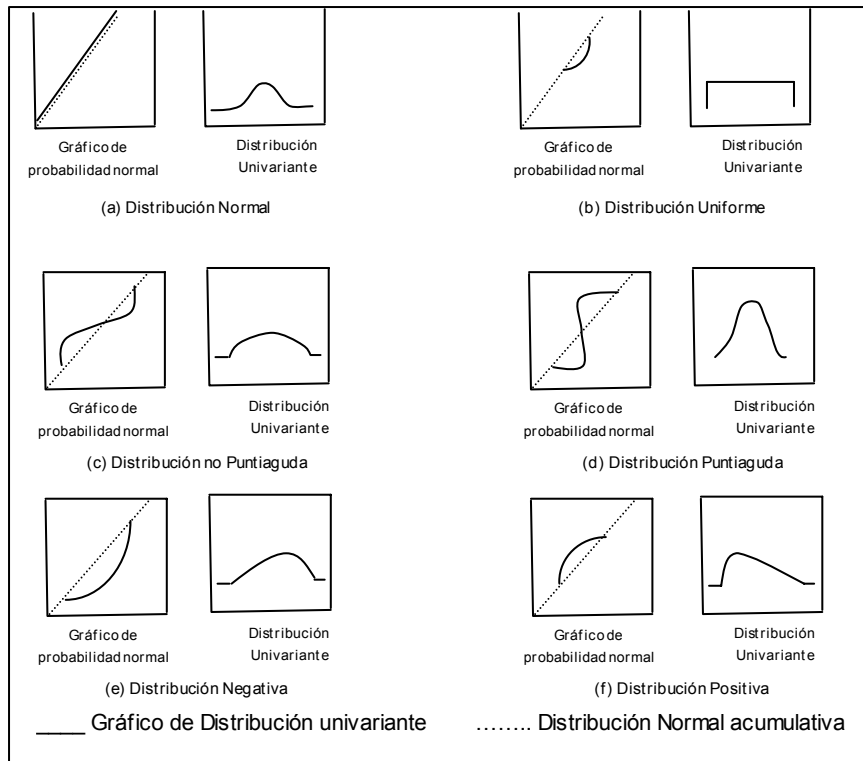 Gráfico de
probabilidad normal
Distribución
Univariante
(a) Distribución Normal
Gráfico de
probabilidad normal
Distribución
Univariante
(b) Distribución Uniforme
Gráfico de
probabilidad normal
Distribución
Univariante
(c) Distribución no Puntiaguda
Gráfico de
probabilidad normal
Distribución
Univariante
(d) Distribución Puntiaguda
Gráfico de
probabilidad normal
Distribución
Univariante
(e) Distribución Negativa
Gráfico de
probabilidad normal
Distribución
Univariante
(f) Distribución Positiva
____ Gráfico de Distribución univariante
…….. Distribución Normal acumulativa